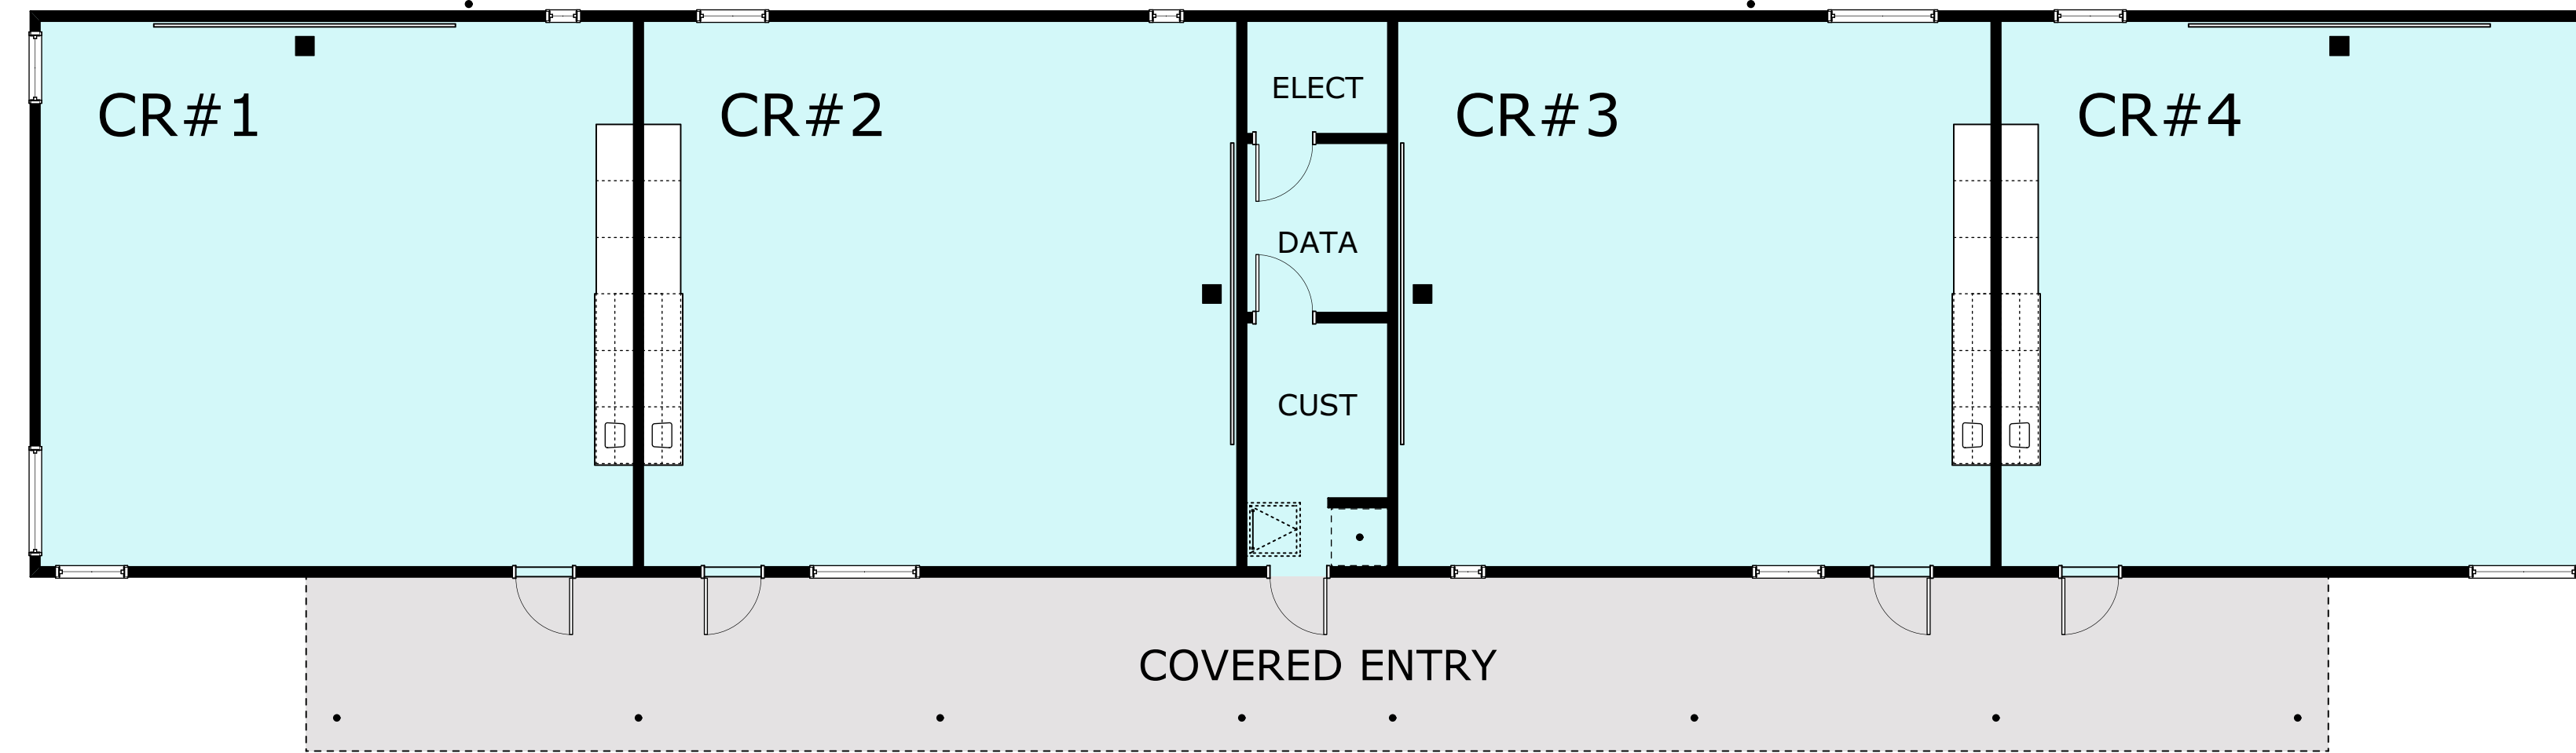 CR#1
CR#2
ELECT
CR#3
CR#4
DATA
CUST
COVERED ENTRY